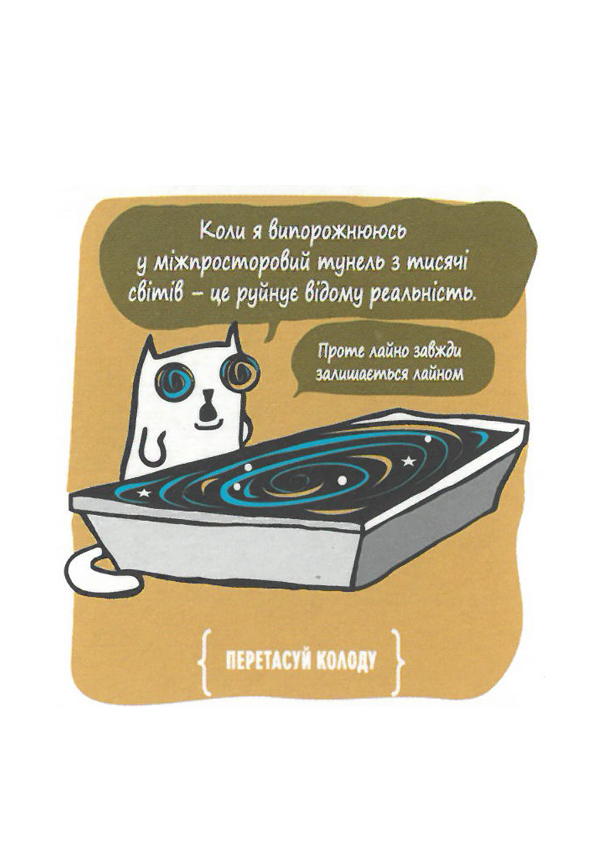 Коли я випорожнююсь
у міжпросторовий тунель з тисячі
світів – це руйнує відому реальність.
Проте лайно завжди
залишається лайном
{ ПЕРЕТАСУЙ КОЛОДУ }